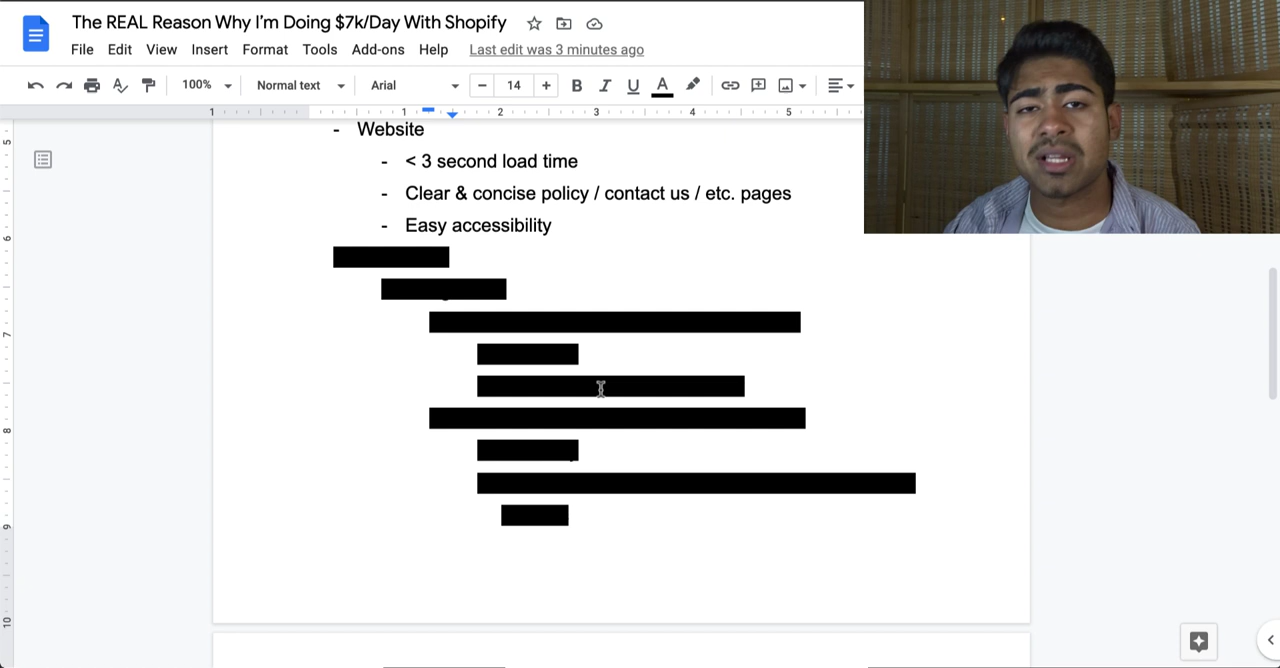 The REAL Reason Why I'm Doing $7k/Day With Shopify
File Edit View Insert Format Tools Add-ons Help Last edit was 3 minutes ago
100% Normal text Arial - 14 + B I U A
1 1 2 3 4 5
5
6
7
8
9
10
- Website
- < 3 second load time
- Clear & concise policy / contact us / etc. pages
- Easy accessibility